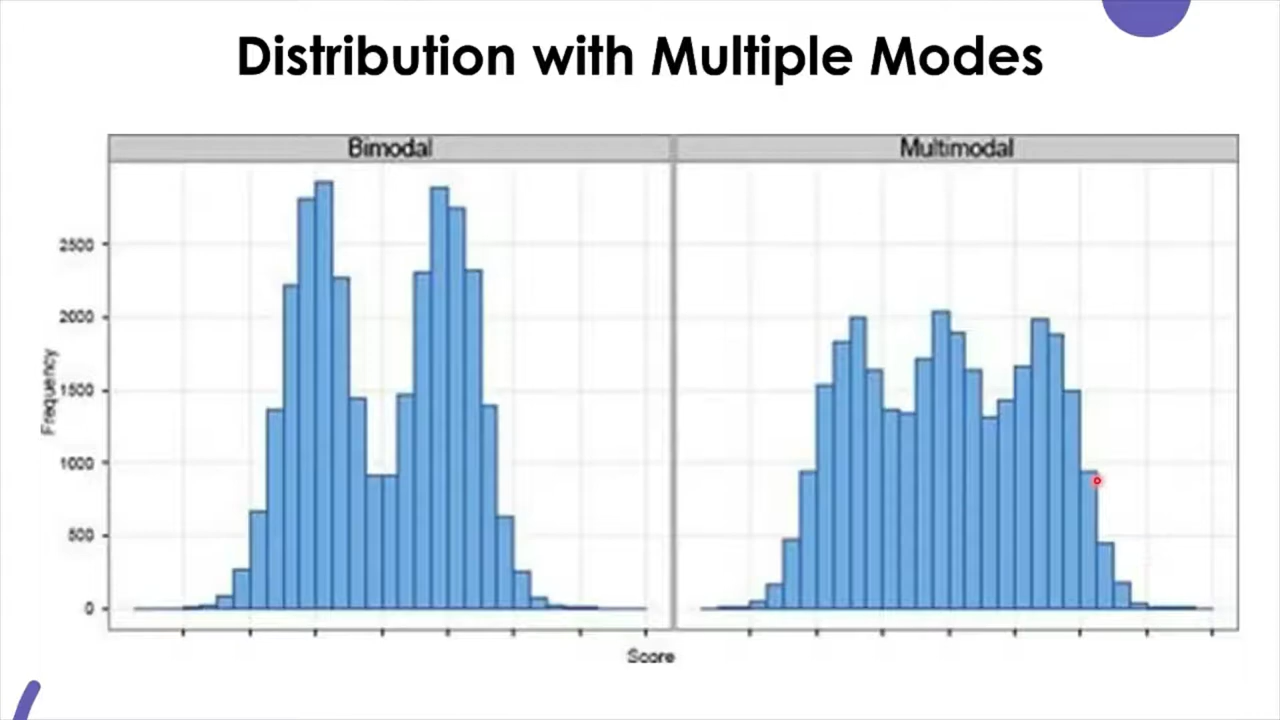 Distribution with Multiple Modes
Bimodal
Multimodal
Frequency
2500
2000
1500
1000
500
0
Score